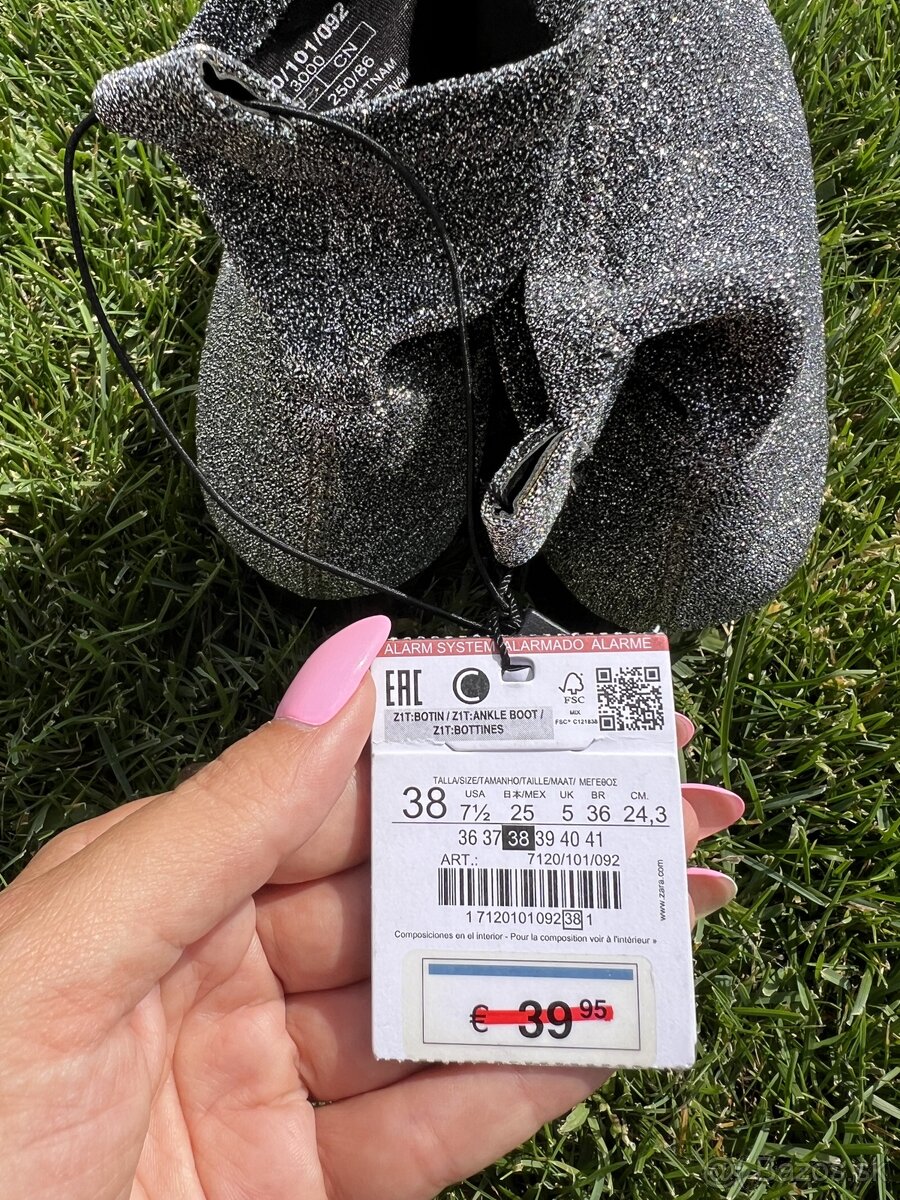 0/101/092
3000
CN
250/86
ALARM SYSTEM ALARMADO ALARME
EAC
FSC
MIX
FSC® C121838
Z1T:BOTIN / Z1T:ANKLE BOOT /
Z1T:BOTTINES
TALLA/SIZE/TAMANHO/TAILLE/MAAT/ ΜΕΓΕΘΟΣ
USA 日本/MEX UK BR CM.
38 7½ 25 5 36 24,3
36 37 38 39 40 41
ART.: 7120/101/092
1 7120101092 38 1
www.zara.com
Composiciones en el interior - Pour la composition voir à l'intérieur »
€ 39 95